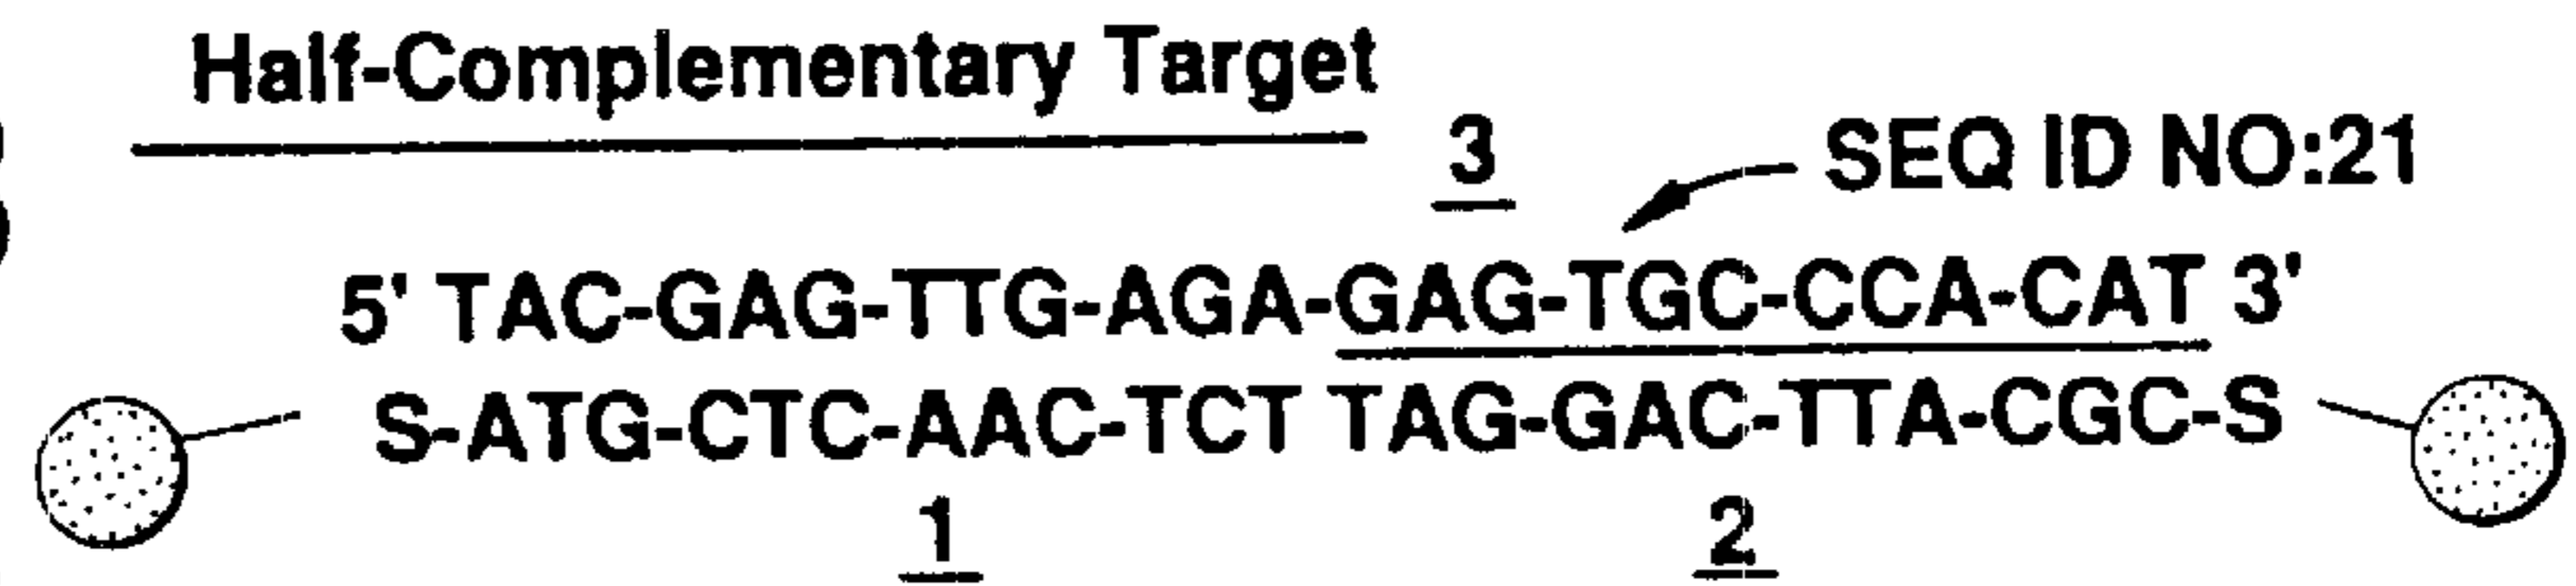 Half-Complementary Target
3
SEQ ID NO:21
5' TAC-GAG-TTG-AGA-GAG-TGC-CCA-CAT 3'
S-ATG-CTC-AAC-TCT TAG-GAC-TTA-CGC-S
1 2